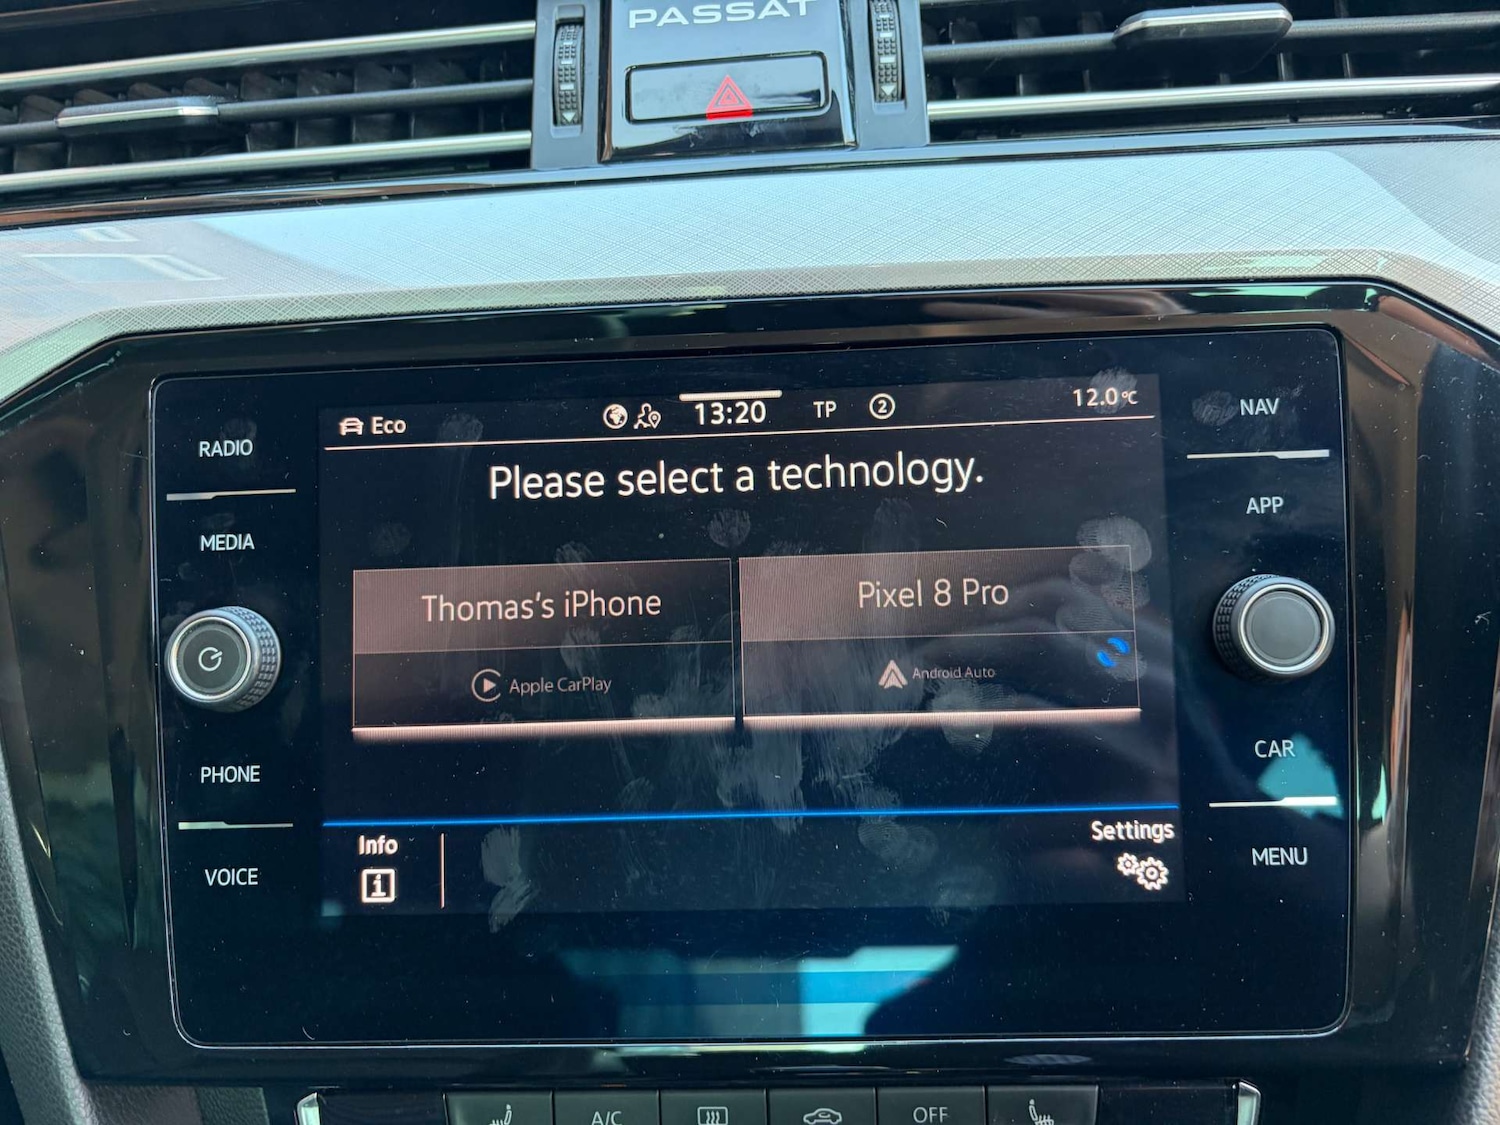 PASSAT
Eco 13:20 TP 2 12.0°C
Please select a technology.
Thomas's iPhone
Apple CarPlay
Pixel 8 Pro
Android Auto
Info
Settings
RADIO
MEDIA
PHONE
VOICE
NAV
APP
CAR
MENU
A/C
OFF